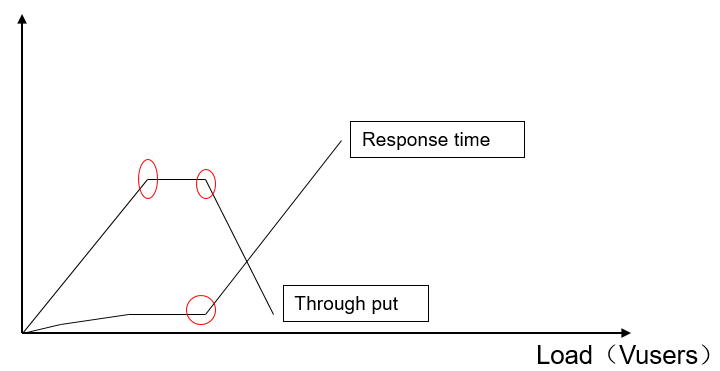 Response time
Through put
Load（Vusers）